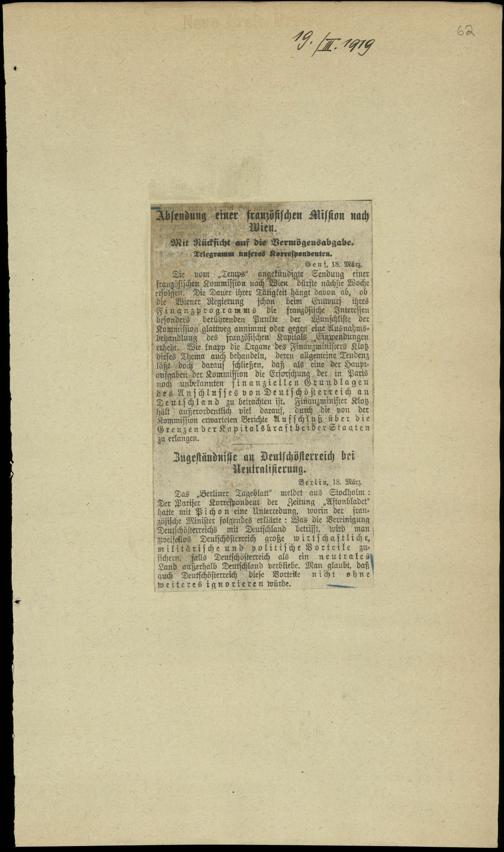 Neue Freie Pr
19./III. 1919
62
Absendung einer französischen Mission nach
Wien.
Mit Rücksicht auf die Vermögensabgabe.
Telegramm unseres Korrespondenten.
Genf, 18. März.
Die vom „Temps" angekündigte Sendung einer
französischen Kommission nach Wien dürfte nächste Woche
erfolgen. Die Dauer ihrer Tätigkeit hängt davon ab, ob
die Wiener Regierung schon beim Entwurf ihres
Finanzprogramms die französische Interessen
besonders berührenden Punkte der Wunschliste der
Kommission glattweg annimmt oder gegen eine Ausnahms-
behandlung des französischen Kapitals Einwendungen
erhebt. Wie knapp die Organe des Finanzministers Klotz
dieses Thema auch behandeln, deren allgemeine Tendenz
läßt doch daraus schließen, daß als eine der Haupt-
aufgaben der Kommission die Erforschung der in Paris
noch unbekannten finanziellen Grundlagen
des Anschlusses von Deutschösterreich an
Deutschland zu betrachten ist. Finanzminister Klotz
hält außerordentlich viel darauf, durch die von der
Kommission erwarteten Berichte Aufschluß über die
Grenzen der Kapitalskraft beider Staaten
zu erlangen.
Zugeständnisse an Deutschösterreich bei
Neutralisierung.
Berlin, 18. März.
Das „Berliner Tageblatt" meldet aus Stockholm:
Der Pariser Korrespondent der Zeitung „Aftonbladet"
hatte mit Pichon eine Unterredung, worin der fran-
zösische Minister folgendes erklärte: Was die Vereinigung
Deutschösterreichs mit Deutschland betrifft, wird man
zweifellos Deutschösterreich große wirtschaftliche,
militärische und politische Vorteile zu-
sichern, falls Deutschösterreich als ein neutrales
Land außerhalb Deutschland verbliebe. Man glaubt, daß
auch Deutschösterreich diese Vorteile nicht ohne
weiteres ignorieren würde.